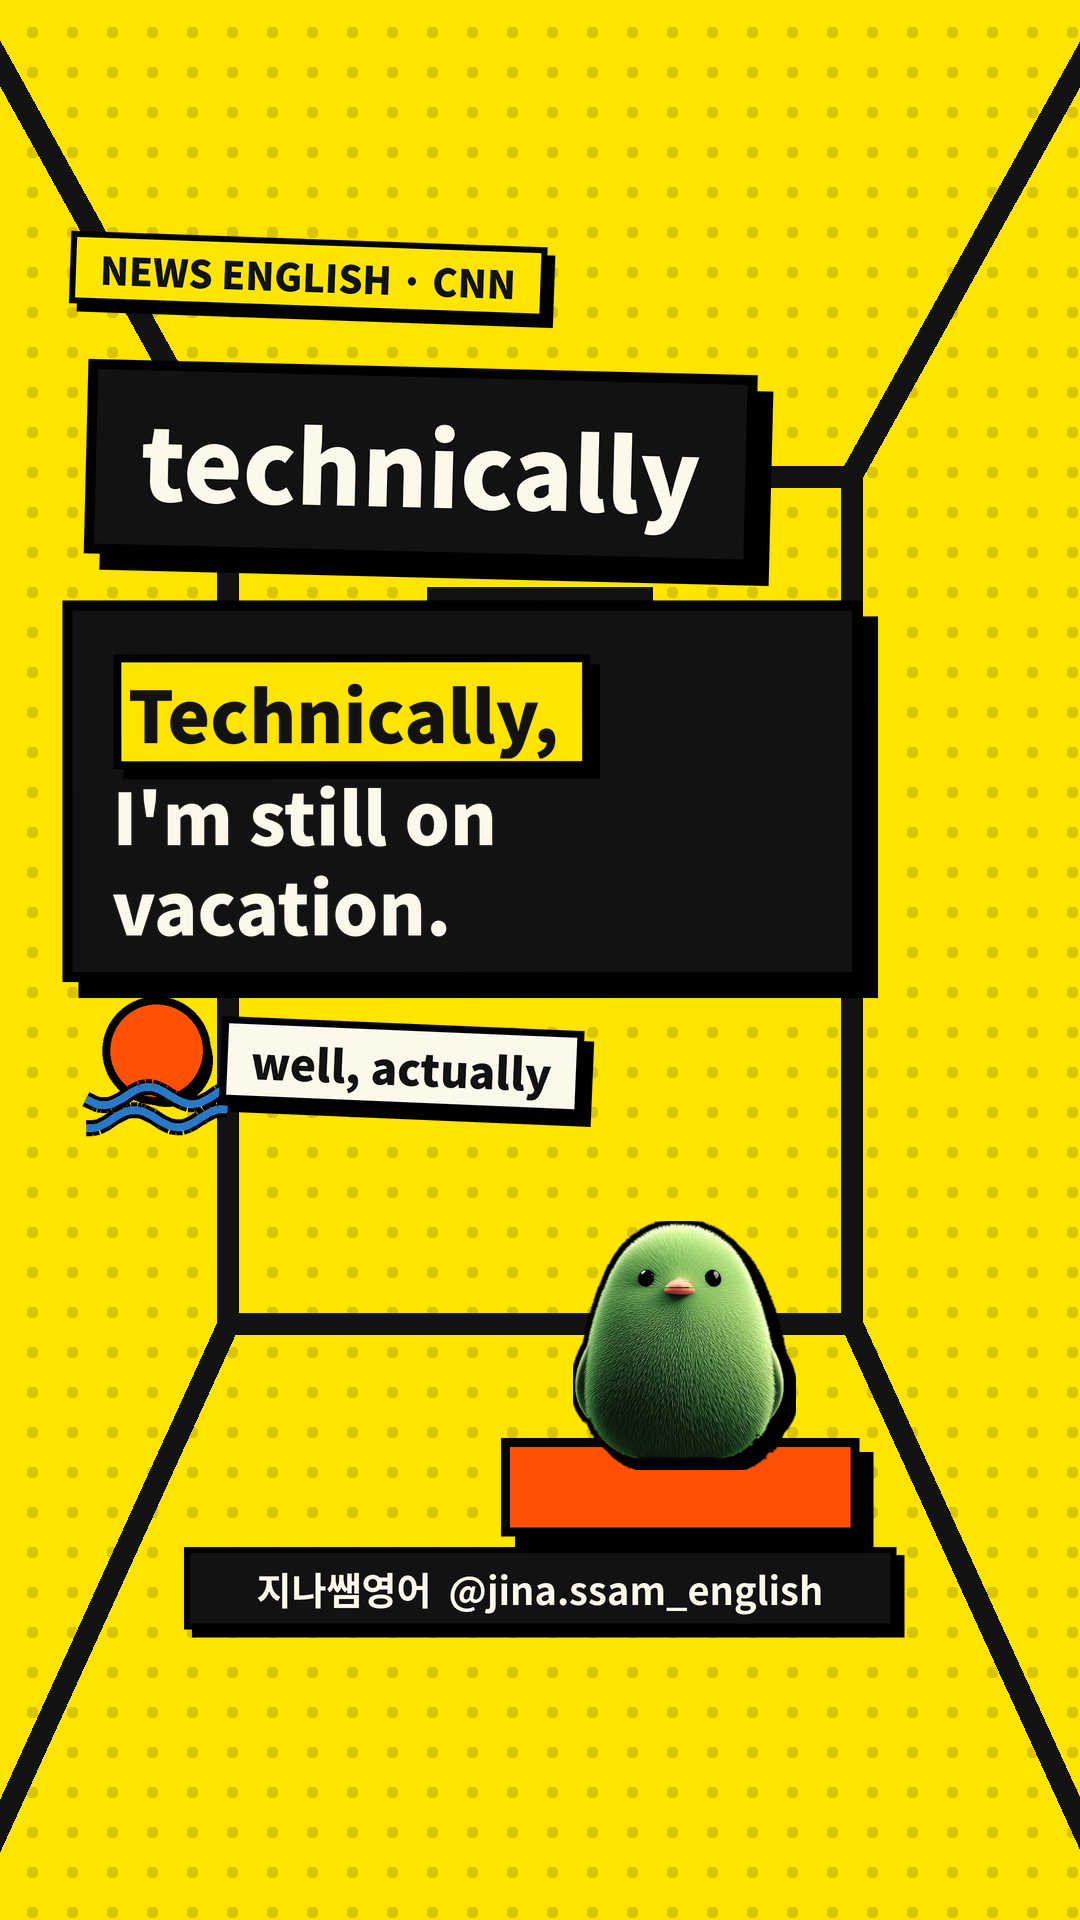 NEWS ENGLISH · CNN
technically
Technically,
I'm still on
vacation.
well, actually
지나쌤영어 @jina.ssam_english